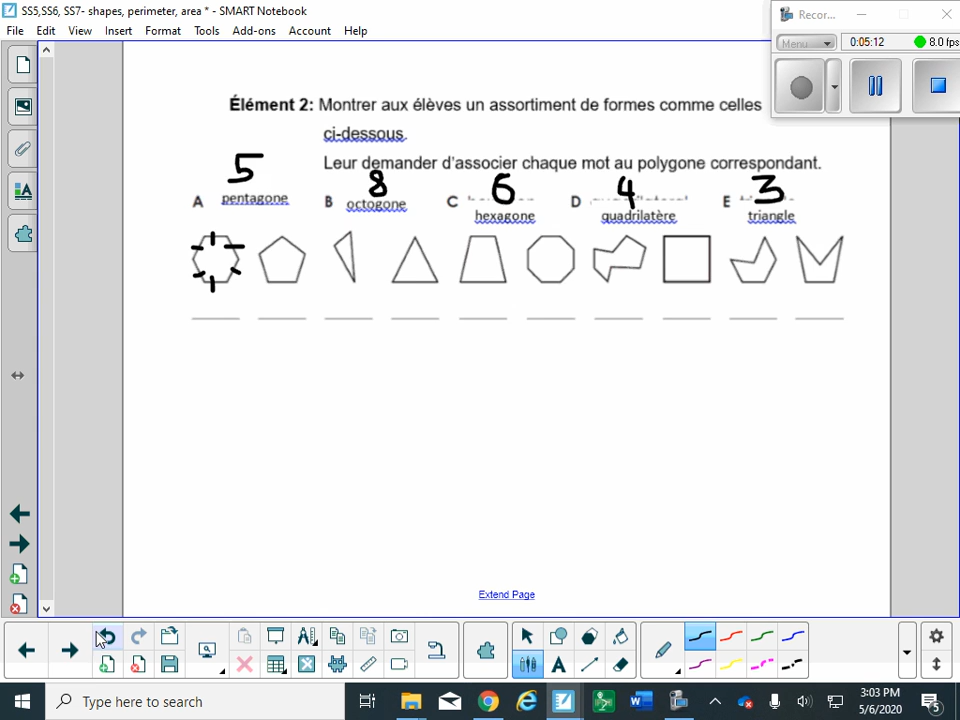 SS5,SS6, SS7- shapes, perimeter, area * - SMART Notebook
File Edit View Insert Format Tools Add-ons Account Help
Recor...
Menu 0:05:12 8.0 fps
Élément 2: Montrer aux élèves un assortiment de formes comme celles
ci-dessous.
Leur demander d'associer chaque mot au polygone correspondant.
5 8 6 4 3
A pentagone B octogone C hexagone D quadrilatère E triangle
Extend Page
Type here to search
3:03 PM
5/6/2020
5